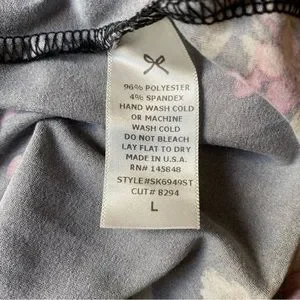 96% POLYESTER
4% SPANDEX
HAND WASH COLD
OR MACHINE
WASH COLD
DO NOT BLEACH
LAY FLAT TO DRY
MADE IN U.S.A.
RN# 145848
STYLE#SK6949ST
CUT# 8294
L